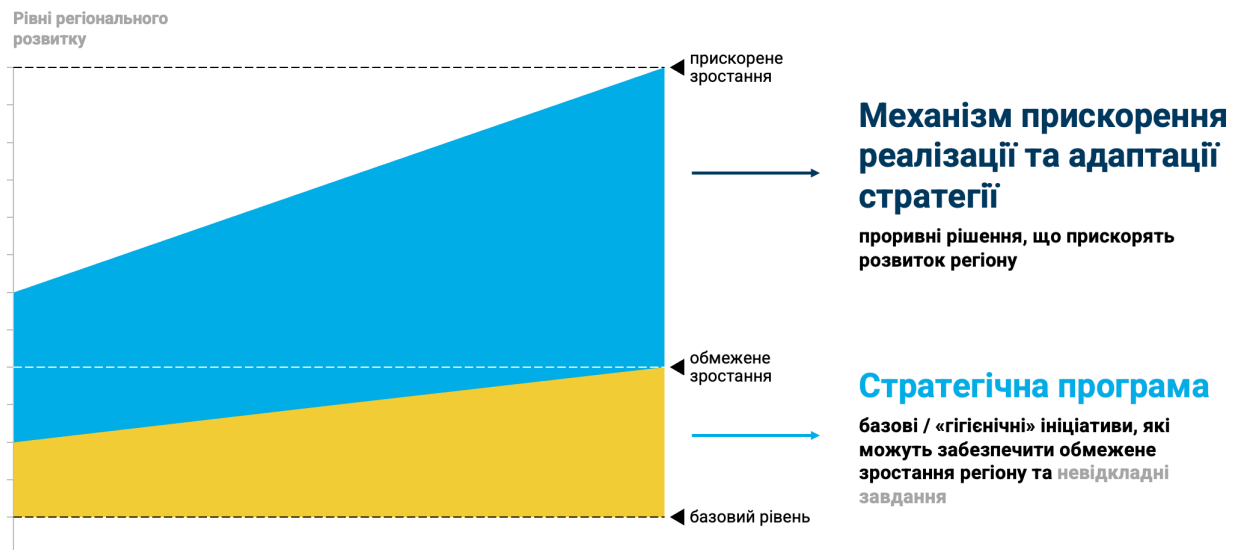 Рівні регіонального
розвитку
прискорене
зростання
Механізм прискорення
реалізації та адаптації
стратегії
проривні рішення, що прискорять
розвиток регіону
обмежене
зростання
Стратегічна програма
базові / «гігієнічні» ініціативи, які
можуть забезпечити обмежене
зростання регіону та невідкладні
завдання
базовий рівень